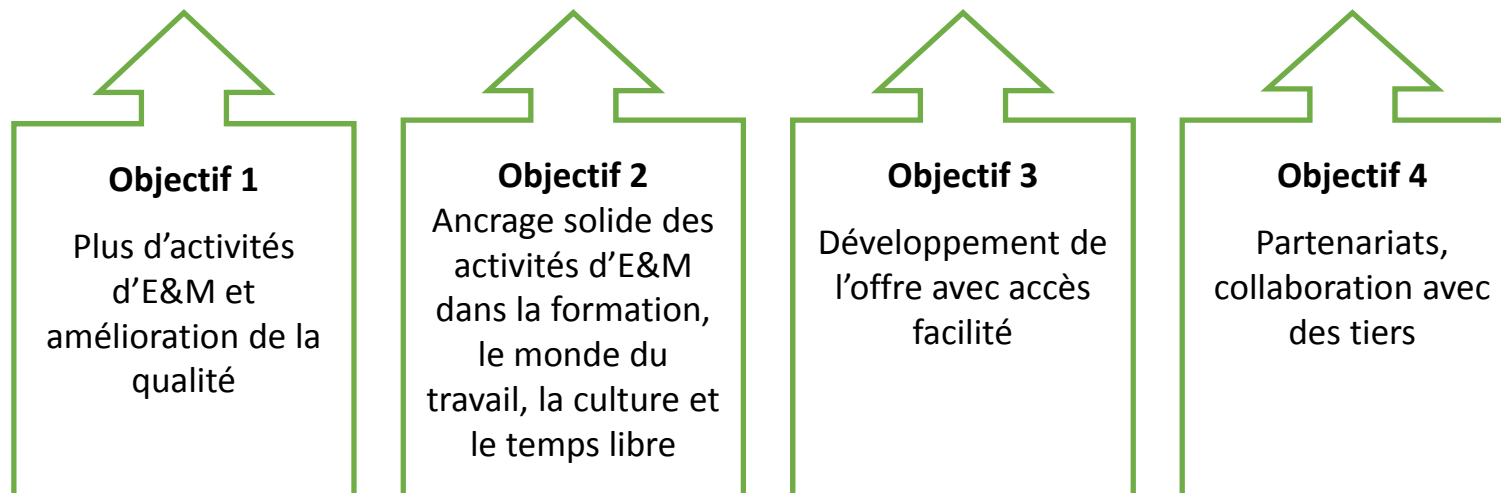 Objectif 1
Plus d’activités
d’E&M et
amélioration de la
qualité
Objectif 2
Ancrage solide des
activités d’E&M
dans la formation,
le monde du
travail, la culture et
le temps libre
Objectif 3
Développement de
l’offre avec accès
facilité
Objectif 4
Partenariats,
collaboration avec
des tiers